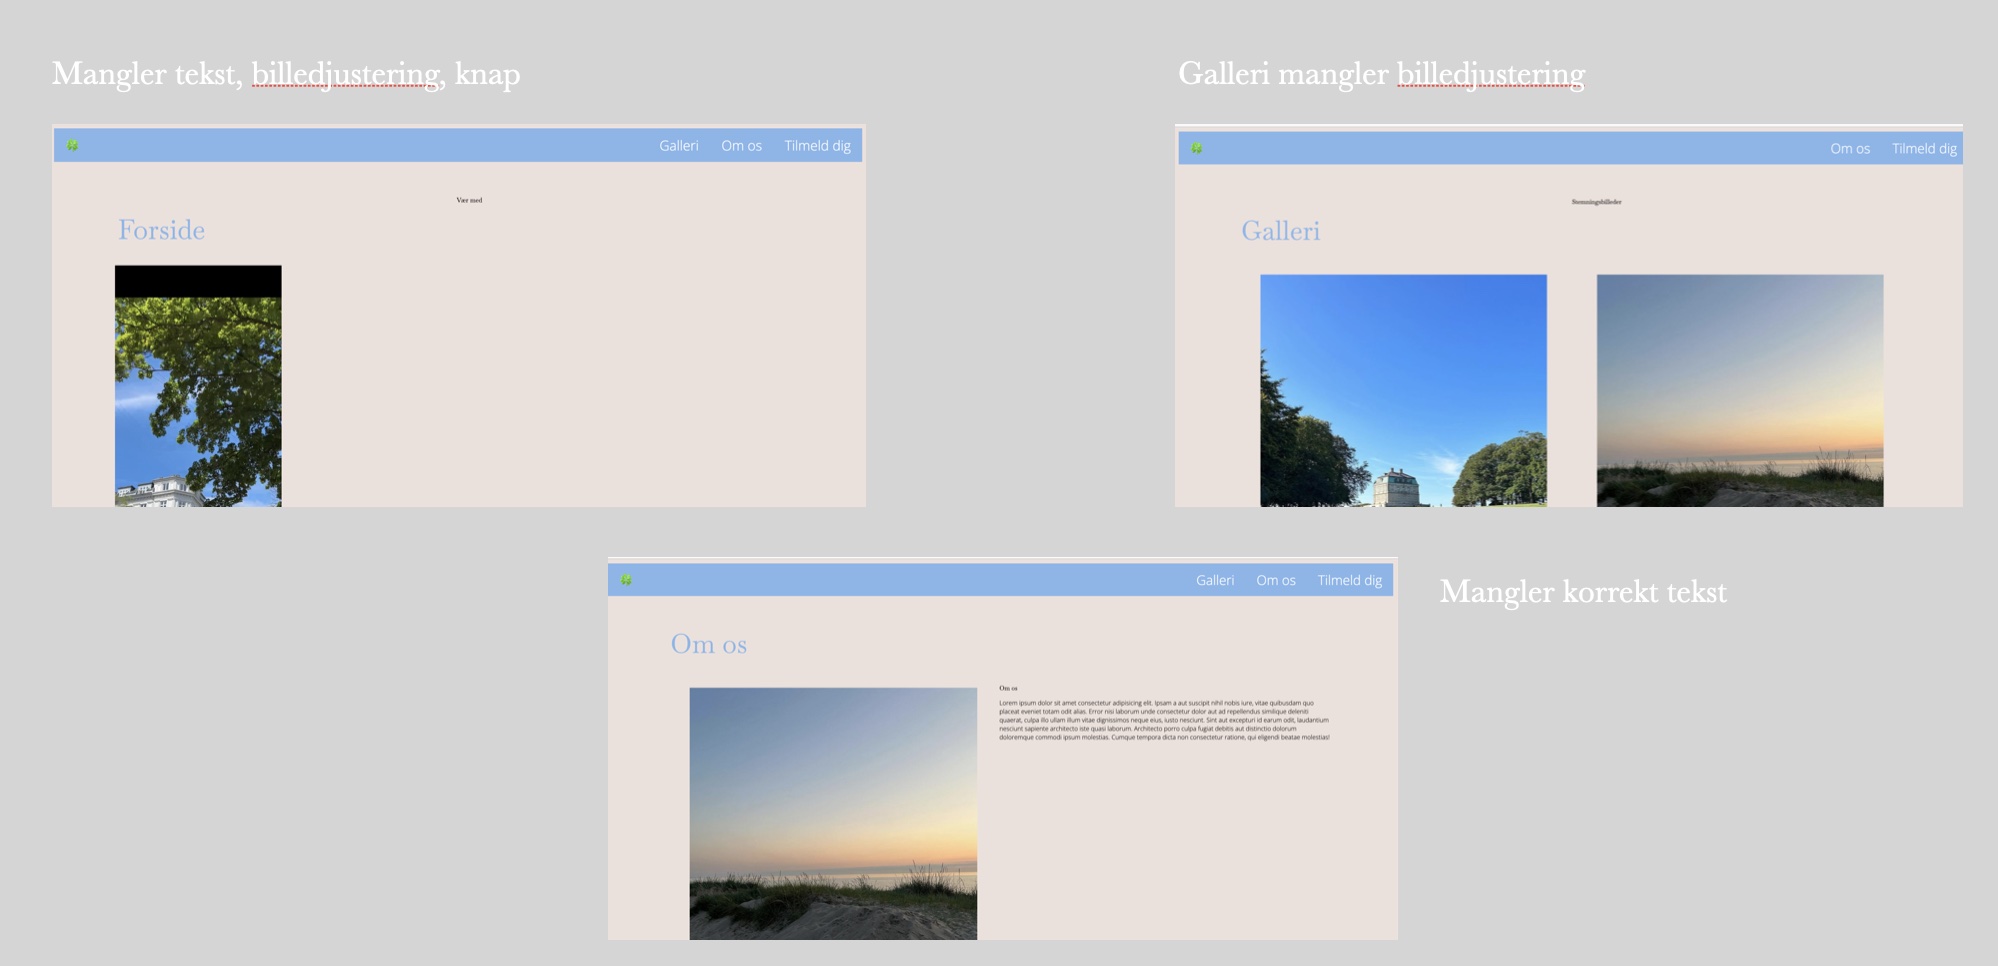 Mangler tekst, billedjustering, knap
Galleri Om os Tilmeld dig
Vær med
Forside
Galleri mangler billedjustering
Om os Tilmeld dig
Stemningsbilleder
Galleri
Galleri Om os Tilmeld dig
Om os
Om os
Lorem ipsum dolor sit amet consectetur adipisicing elit. Ipsam a aut suscipit nihil nobis iure, vitae quibusdam quo
placeat eveniet totam odit alias. Error nisi laborum unde consectetur dolor aut ad repellendus similique deleniti
quaerat, culpa illo ullam illum vitae dignissimos neque eius, iusto nesciunt. Sint aut excepturi id earum odit, laudantium
nesciunt sapiente architecto iste quasi laborum. Architecto porro culpa fugiat debitis aut distinctio dolorum
doloremque commodi ipsum molestias. Cumque tempora dicta non consectetur ratione, qui eligendi beatae molestias!
Mangler korrekt tekst